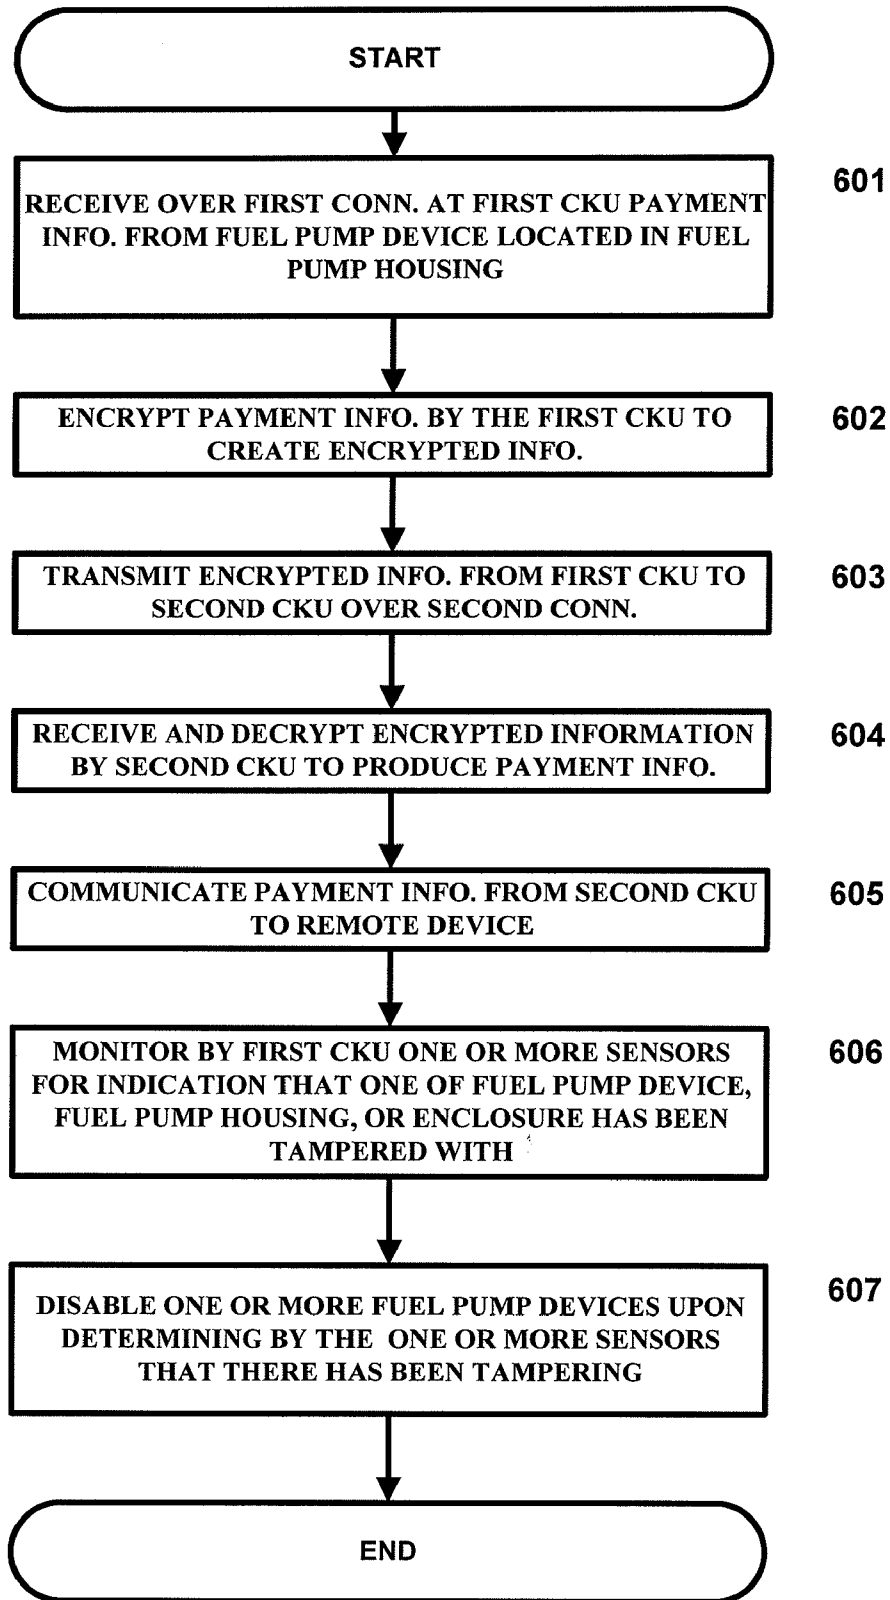 START
RECEIVE OVER FIRST CONN. AT FIRST CKU PAYMENT
INFO. FROM FUEL PUMP DEVICE LOCATED IN FUEL
PUMP HOUSING
601
ENCRYPT PAYMENT INFO. BY THE FIRST CKU TO
CREATE ENCRYPTED INFO.
602
TRANSMIT ENCRYPTED INFO. FROM FIRST CKU TO
SECOND CKU OVER SECOND CONN.
603
RECEIVE AND DECRYPT ENCRYPTED INFORMATION
BY SECOND CKU TO PRODUCE PAYMENT INFO.
604
COMMUNICATE PAYMENT INFO. FROM SECOND CKU
TO REMOTE DEVICE
605
MONITOR BY FIRST CKU ONE OR MORE SENSORS
FOR INDICATION THAT ONE OF FUEL PUMP DEVICE,
FUEL PUMP HOUSING, OR ENCLOSURE HAS BEEN
TAMPERED WITH
606
DISABLE ONE OR MORE FUEL PUMP DEVICES UPON
DETERMINING BY THE ONE OR MORE SENSORS
THAT THERE HAS BEEN TAMPERING
607
END